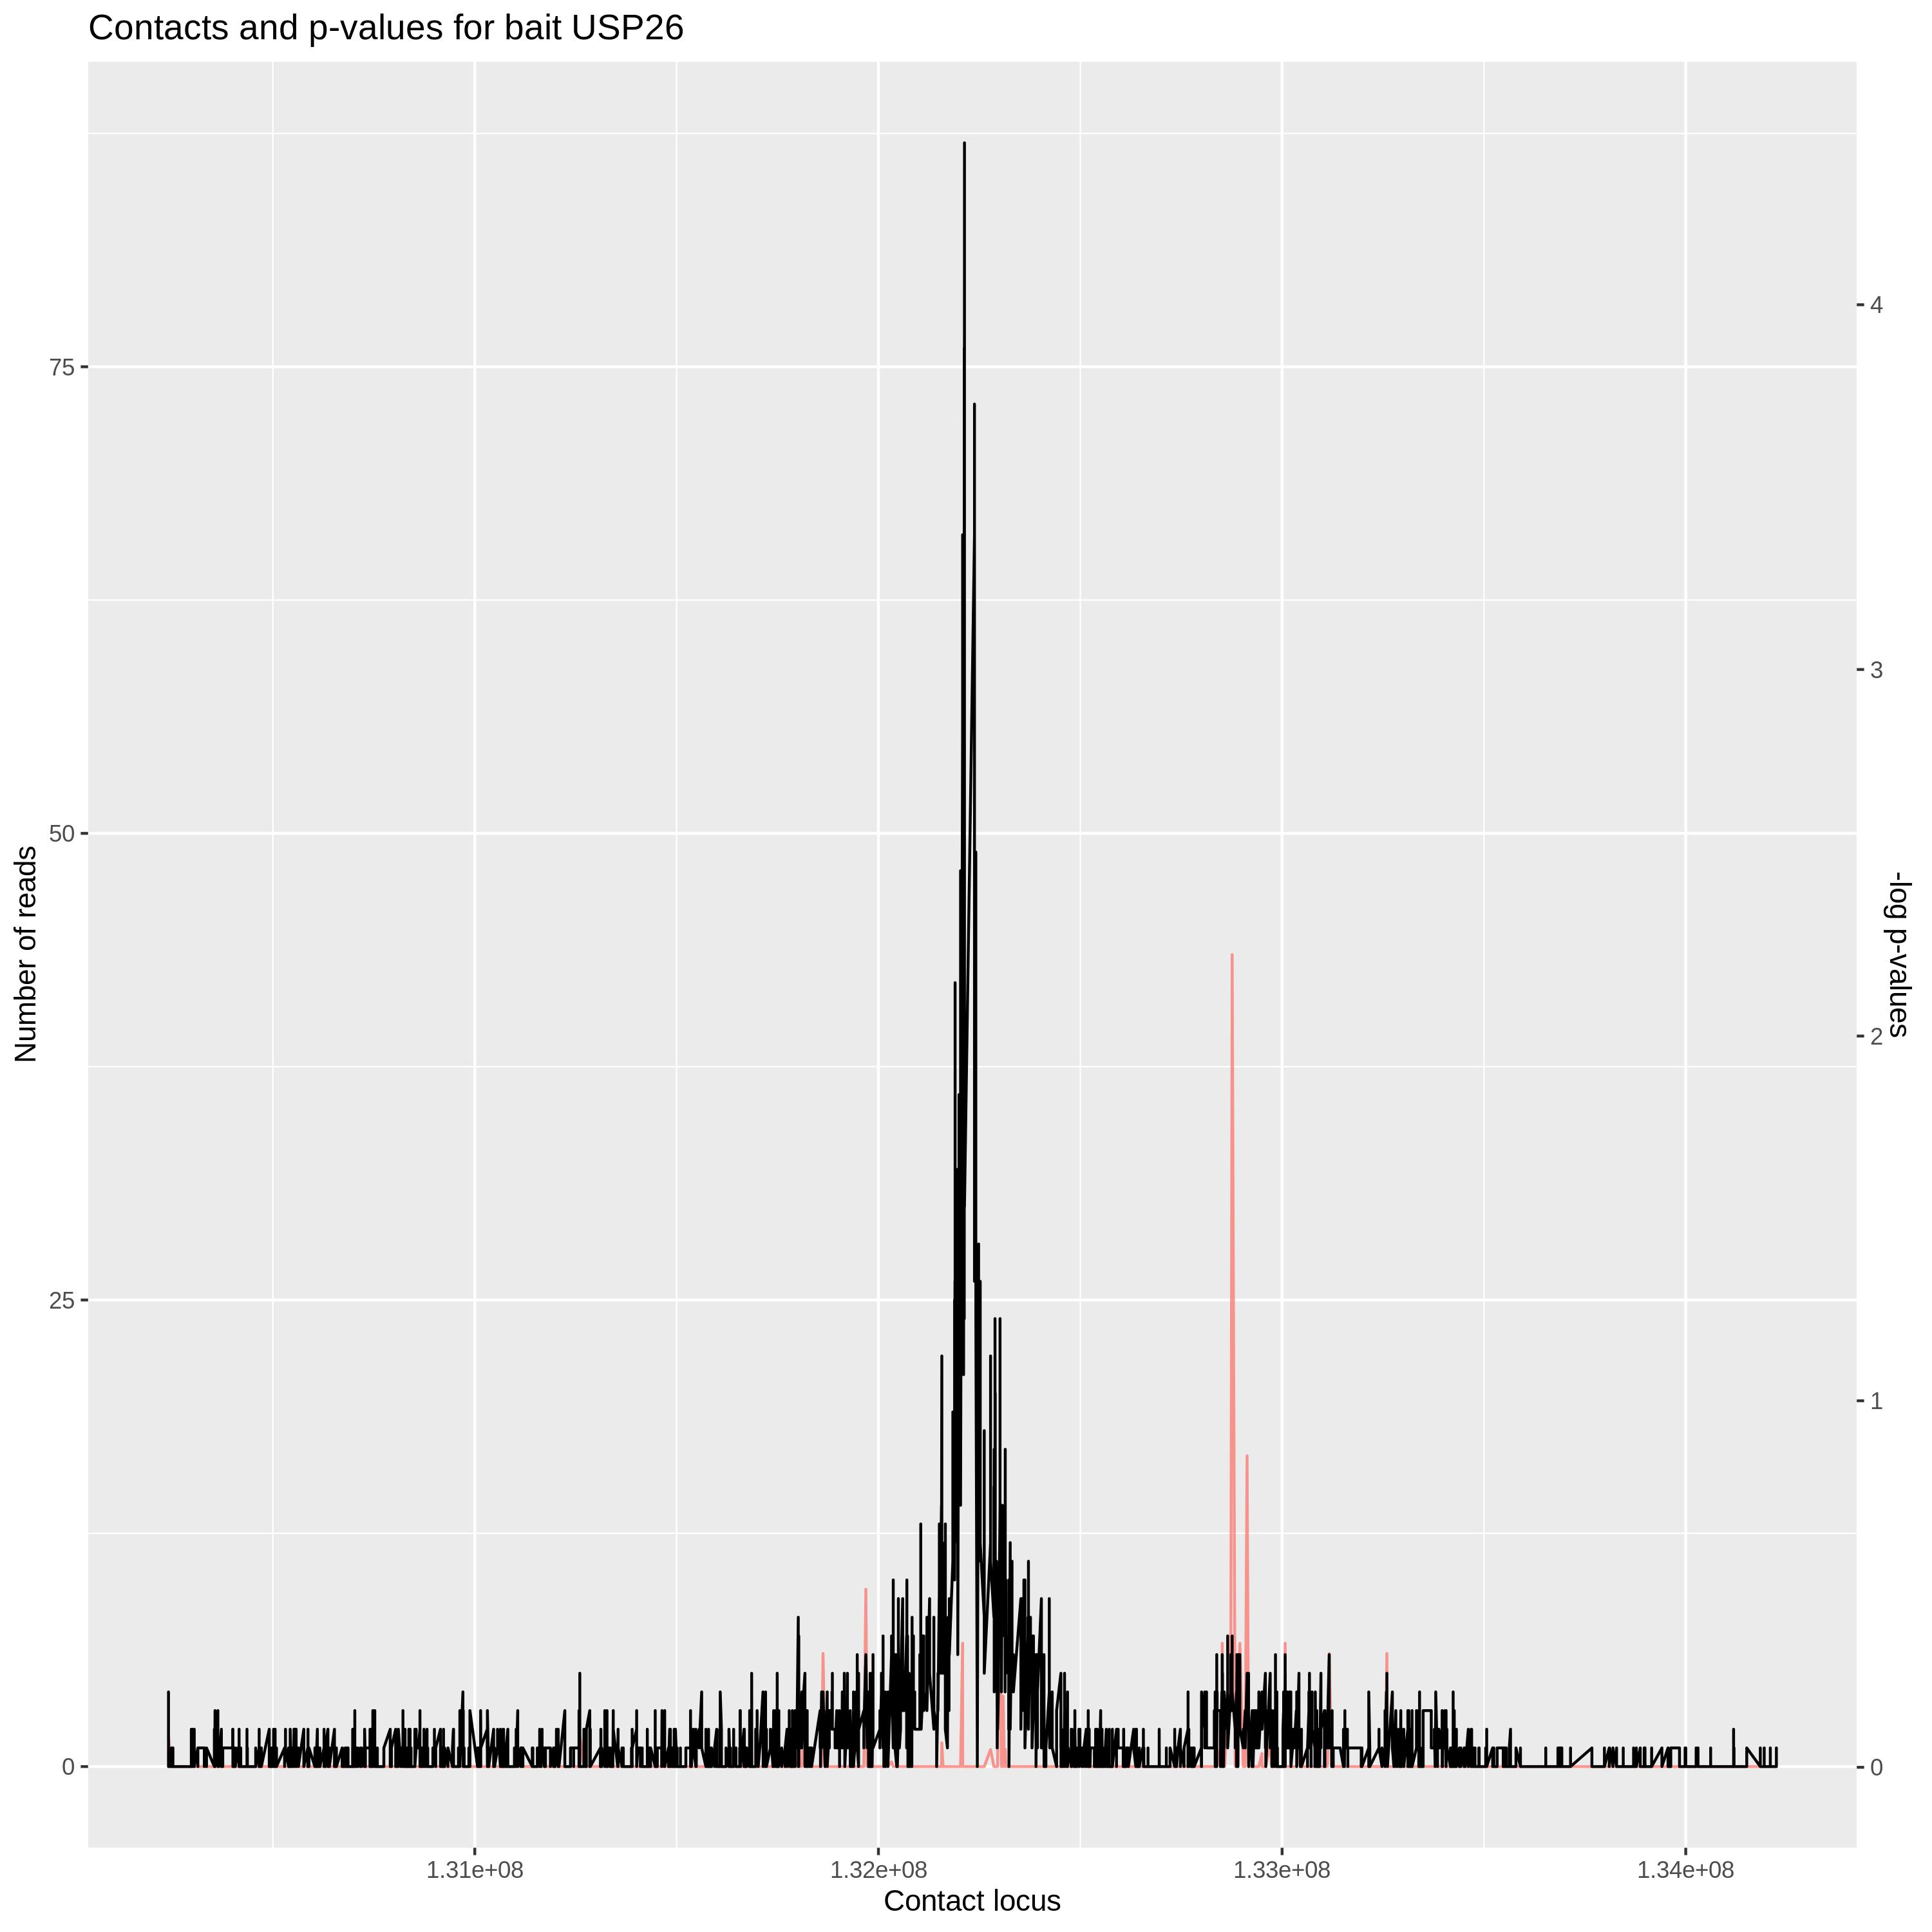 Contacts and p-values for bait USP26
Number of reads
75
50
25
0
4
3
2
1
0
-log p-values
1.31e+08
1.32e+08
1.33e+08
1.34e+08
Contact locus